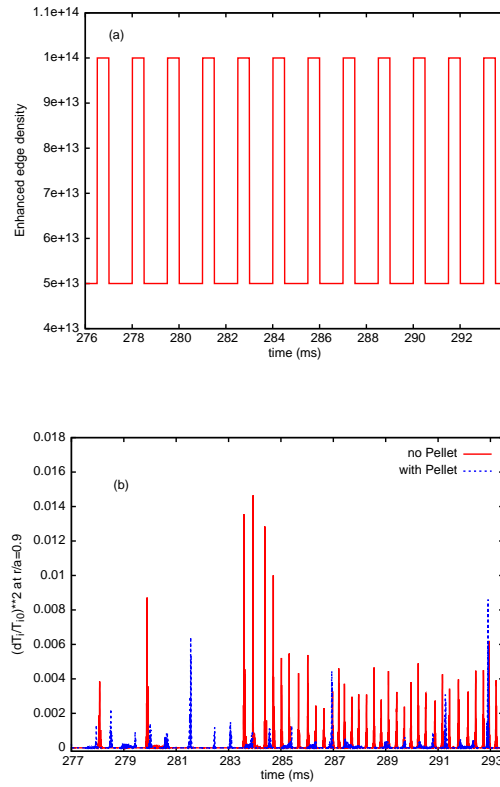 1.1e+14
(a)
1e+14
9e+13
8e+13
7e+13
6e+13
5e+13
4e+13
Enhanced edge density
276 278 280 282 284 286 288 290 292
time (ms)
0.018
no Pellet
with Pellet
(b)
0.016
0.014
0.012
0.01
0.008
0.006
0.004
0.002
0
(dTi/Ti0)**2 at r/a=0.9
277 279 281 283 285 287 289 291 293
time (ms)